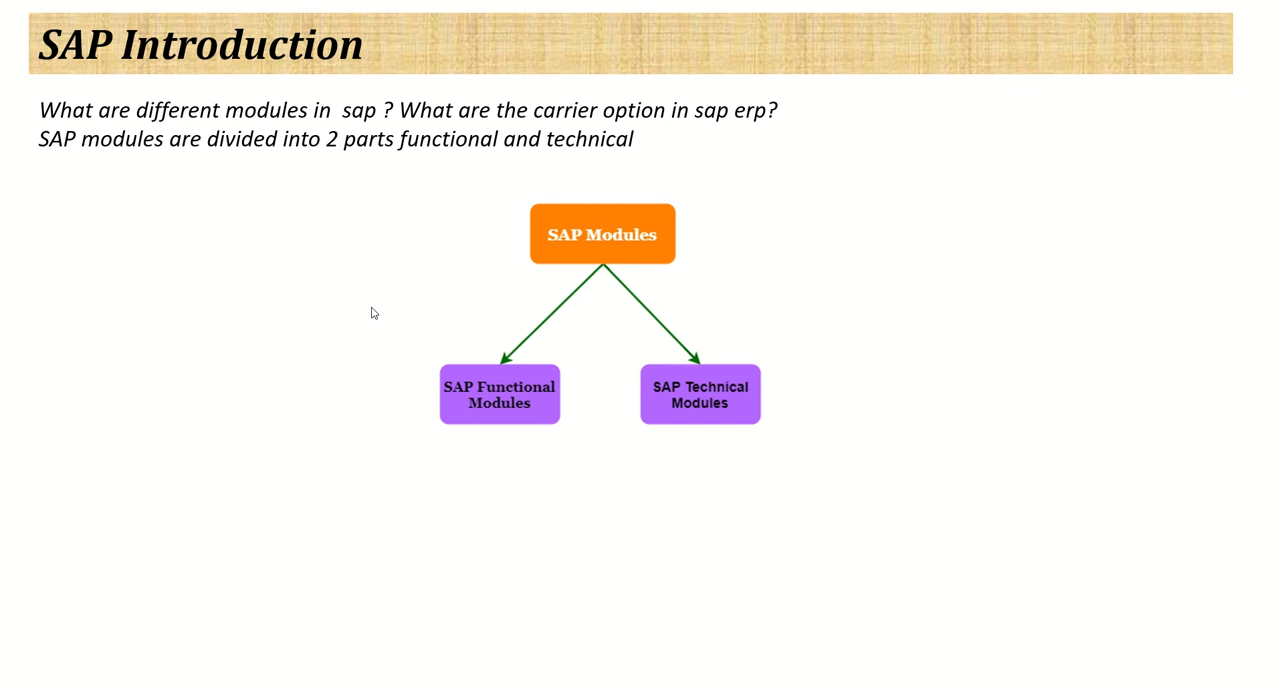 SAP Introduction
What are different modules in  sap ? What are the carrier option in sap erp?
SAP modules are divided into 2 parts functional and technical
SAP Modules
SAP Functional
Modules
SAP Technical
Modules